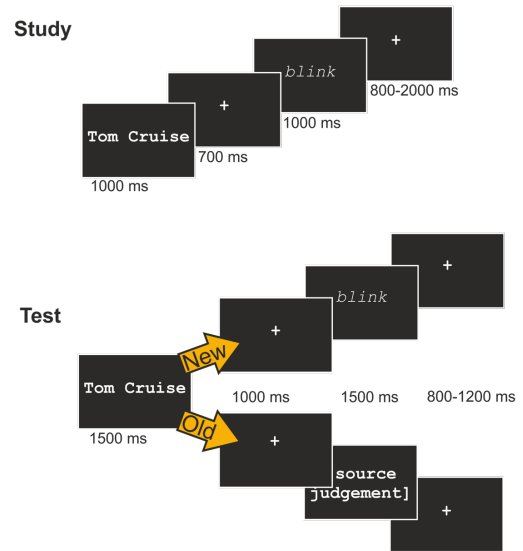 Study
+
blink
+
800-2000 ms
1000 ms
Tom Cruise
700 ms
1000 ms
Test
+
blink
+
New
Tom Cruise
1000 ms
1500 ms
800-1200 ms
Old
1500 ms
+
source
judgement]
+